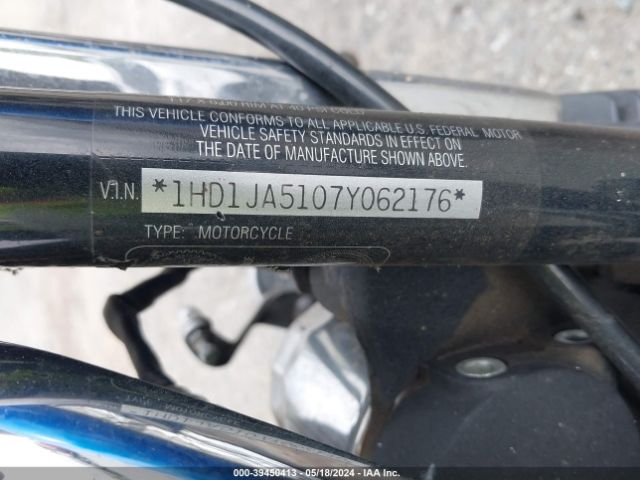 THIS VEHICLE CONFORMS TO ALL APPLICABLE U.S. FEDERAL MOTOR
VEHICLE SAFETY STANDARDS IN EFFECT ON
THE DATE OF MANUFACTURE SHOWN ABOVE.
V.I.N. *1HD1JA5107Y062176*
TYPE: MOTORCYCLE
000-39450413 - 05/18/2024 - IAA Inc.